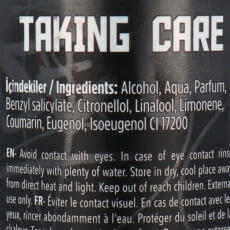 TAKING CARE
İçindekiler / Ingredients: Alcohol, Aqua, Parfum,
Benzyl salicylate, Citronellol, Linalool, Limonene,
Coumarin, Eugenol, Isoeugenol CI 17200
EN- Avoid contact with eyes. In case of eye contact rinse
immediately with plenty of water. Store in dry, cool place away
from direct heat and light. Keep out of reach children. External
use only. FR- Éviter le contact visuel. En cas de contact avec les
yeux, rincer abondamment à l'eau. Protéger du soleil et de la